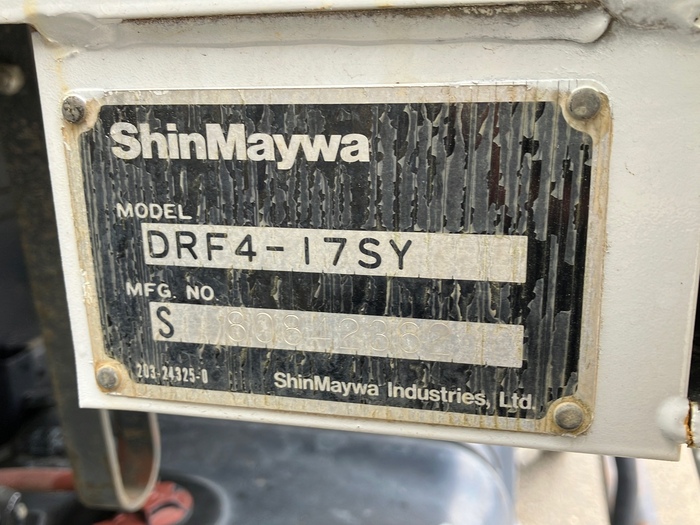 ShinMaywa
MODEL
DRF4-17SY
MFG. NO.
S
203-24325-0
ShinMaywa Industries, Ltd.